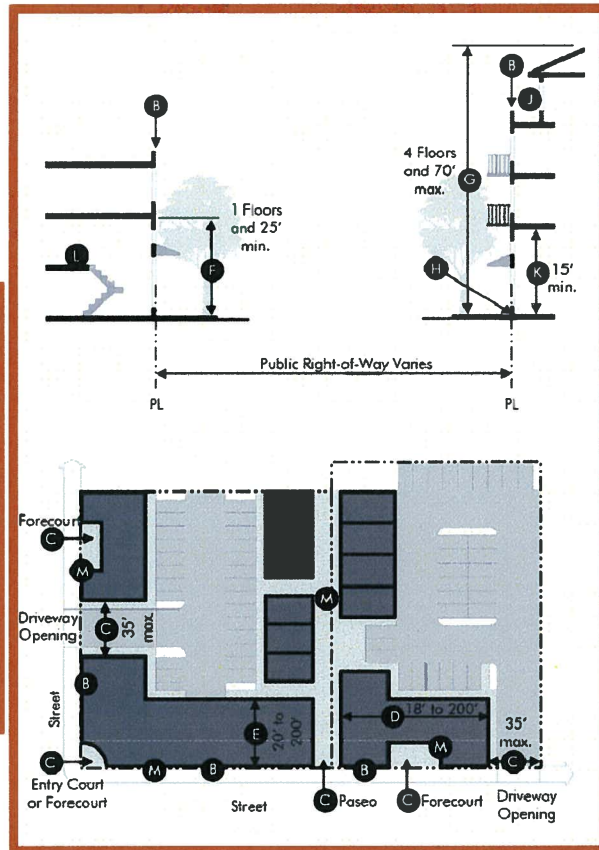 B
B
J
4 Floors
and 70'
max.
G
1 Floors
and 25'
min.
L
F
H
K
15'
min.
Public Right-of-Way Varies
PL
PL
Forecourt
C
M
M
Driveway
Opening
C
35'
max.
B
Street
E
20' to
200'
18' to 200'
D
M
35'
max.
C
C
Entry Court
or Forecourt
M
B
Street
C Paseo
B
C Forecourt
Driveway
Opening